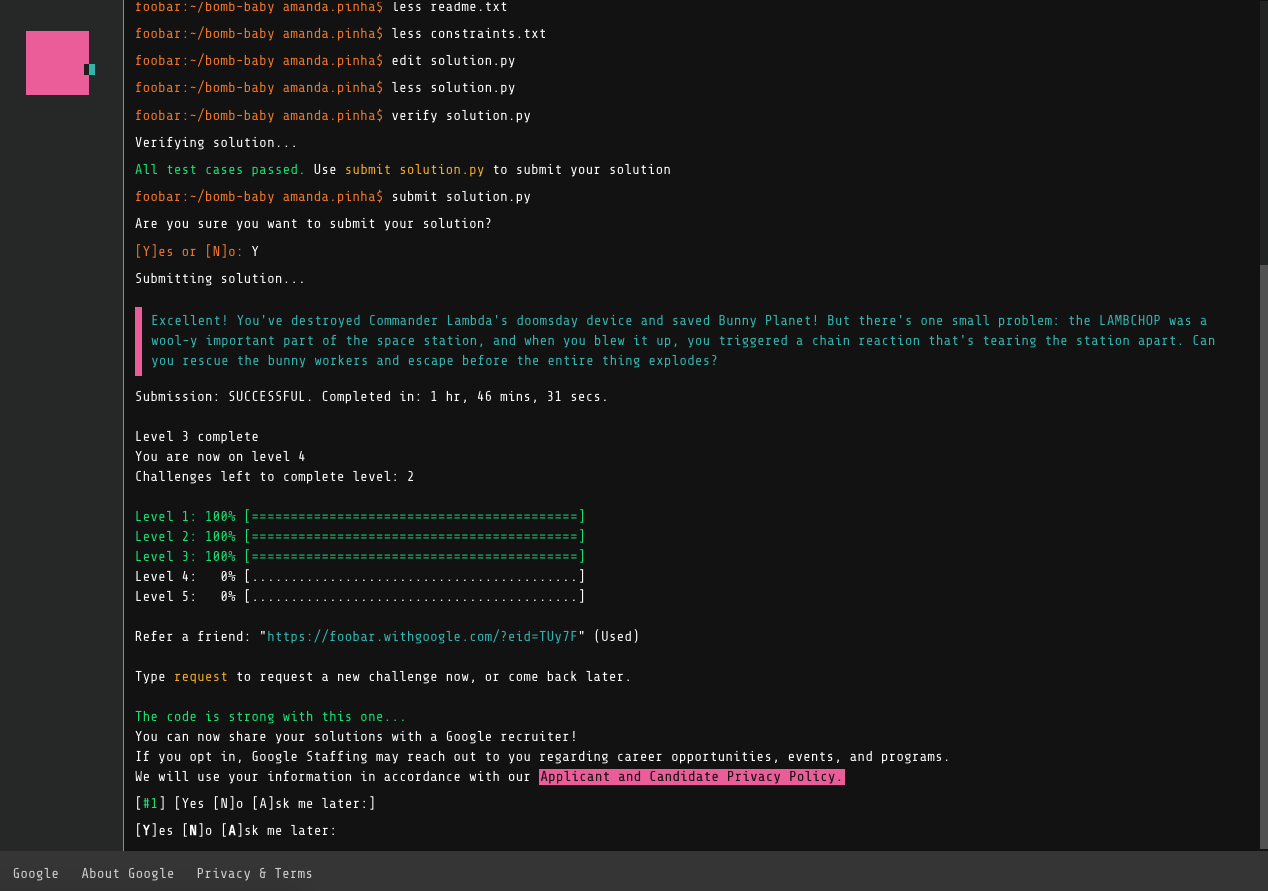 foobar:~/bomb-baby amanda.pinha$ less readme.txt
foobar:~/bomb-baby amanda.pinha$ less constraints.txt
foobar:~/bomb-baby amanda.pinha$ edit solution.py
foobar:~/bomb-baby amanda.pinha$ less solution.py
foobar:~/bomb-baby amanda.pinha$ verify solution.py
Verifying solution...
All test cases passed. Use submit solution.py to submit your solution
foobar:~/bomb-baby amanda.pinha$ submit solution.py
Are you sure you want to submit your solution?
[Y]es or [N]o: Y
Submitting solution...
Excellent! You've destroyed Commander Lambda's doomsday device and saved Bunny Planet! But there's one small problem: the LAMBCHOP was a
wool-y important part of the space station, and when you blew it up, you triggered a chain reaction that's tearing the station apart. Can
you rescue the bunny workers and escape before the entire thing explodes?
Submission: SUCCESSFUL. Completed in: 1 hr, 46 mins, 31 secs.
Level 3 complete
You are now on level 4
Challenges left to complete level: 2
Level 1: 100% [==========================================]
Level 2: 100% [==========================================]
Level 3: 100% [==========================================]
Level 4:   0% [..........................................]
Level 5:   0% [..........................................]
Refer a friend: "https://foobar.withgoogle.com/?eid=TUy7F" (Used)
Type request to request a new challenge now, or come back later.
The code is strong with this one...
You can now share your solutions with a Google recruiter!
If you opt in, Google Staffing may reach out to you regarding career opportunities, events, and programs.
We will use your information in accordance with our Applicant and Candidate Privacy Policy.
[#1] [Yes [N]o [A]sk me later:]
[Y]es [N]o [A]sk me later:
Google About Google Privacy & Terms